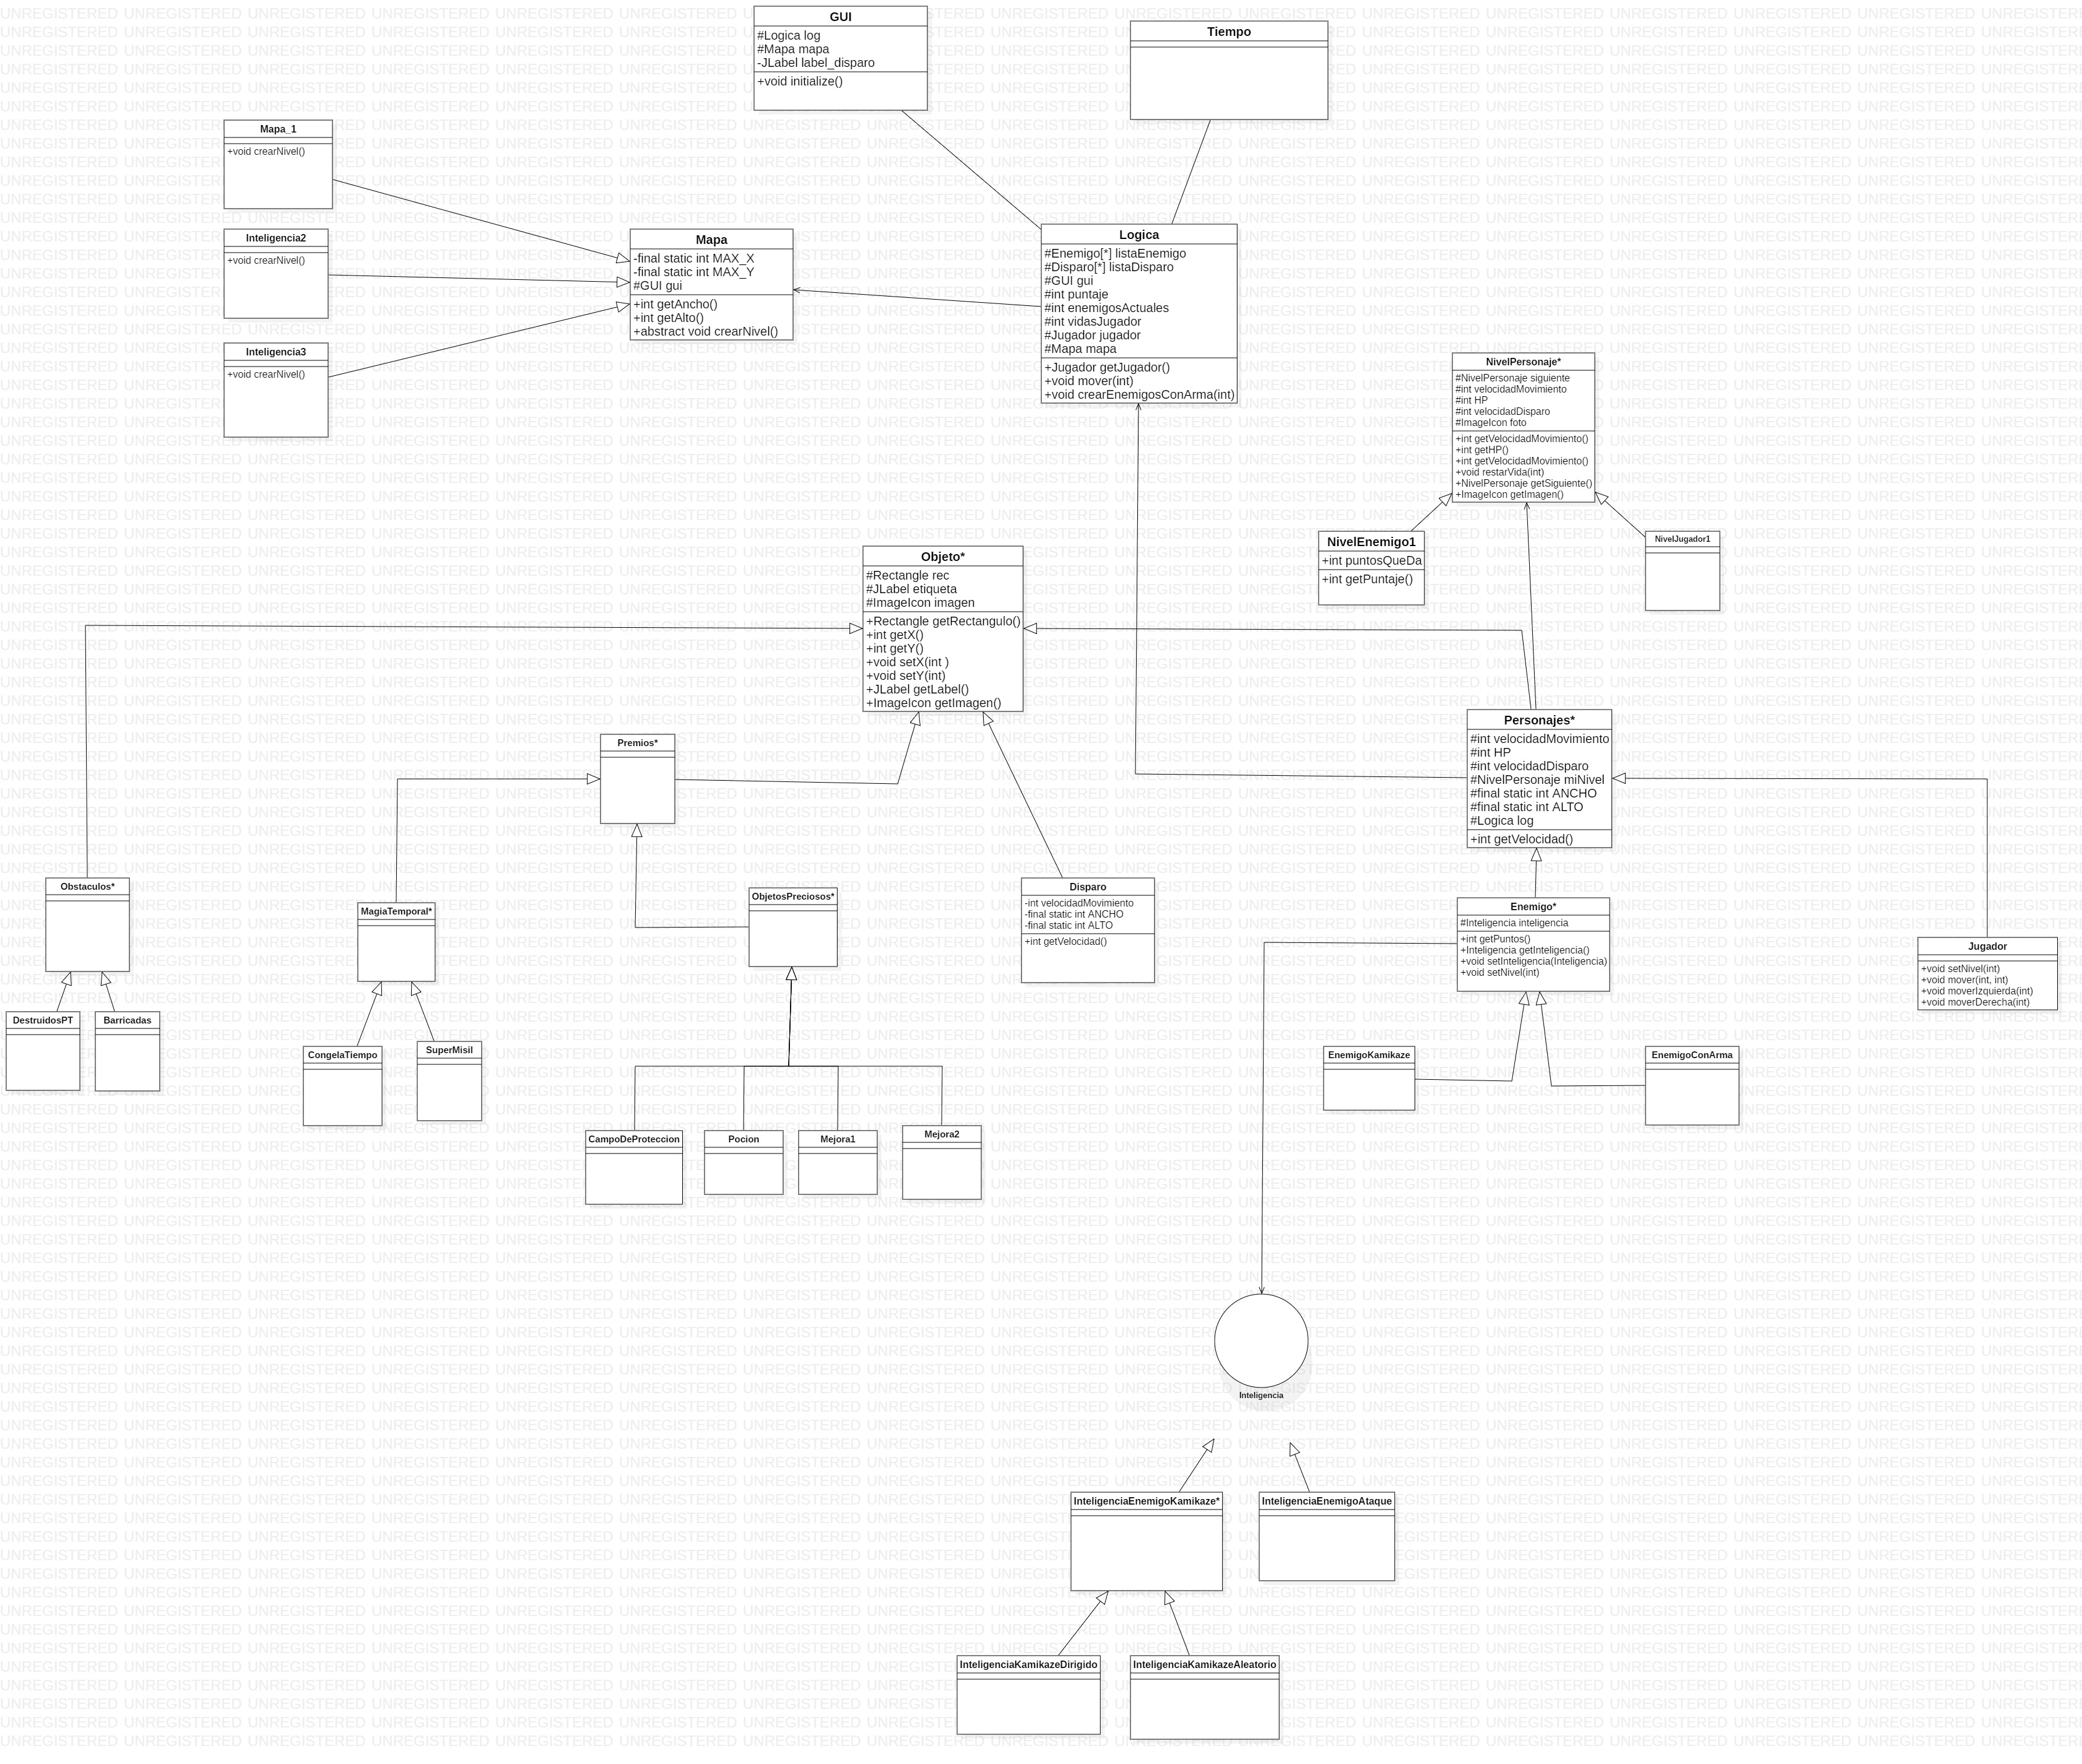 GUI
#Logica log
#Mapa mapa
-JLabel label_disparo
+void initialize()
Tiempo
Mapa_1
+void crearNivel()
Inteligencia2
+void crearNivel()
Inteligencia3
+void crearNivel()
Mapa
-final static int MAX_X
-final static int MAX_Y
#GUI gui
+int getAncho()
+int getAlto()
+abstract void crearNivel()
Logica
#Enemigo[*] listaEnemigo
#Disparo[*] listaDisparo
#GUI gui
#int puntaje
#int enemigosActuales
#int vidasJugador
#Jugador jugador
#Mapa mapa
+Jugador getJugador()
+void mover(int)
+void crearEnemigosConArma(int)
NivelPersonaje*
#NivelPersonaje siguiente
#int velocidadMovimiento
#int HP
#int velocidadDisparo
#ImageIcon foto
+int getVelocidadMovimiento()
+int getHP()
+int getVelocidadMovimiento()
+void restarVida(int)
+NivelPersonaje getSiguiente()
+ImageIcon getImagen()
NivelEnemigo1
+int puntosQueDa
+int getPuntaje()
NivelJugador1
Objeto*
#Rectangle rec
#JLabel etiqueta
#ImageIcon imagen
+Rectangle getRectangulo()
+int getX()
+int getY()
+void setX(int )
+void setY(int)
+JLabel getLabel()
+ImageIcon getImagen()
Personajes*
#int velocidadMovimiento
#int HP
#int velocidadDisparo
#NivelPersonaje miNivel
#final static int ANCHO
#final static int ALTO
#Logica log
+int getVelocidad()
Premios*
Obstaculos*
MagiaTemporal*
ObjetosPreciosos*
Disparo
-int velocidadMovimiento
-final static int ANCHO
-final static int ALTO
+int getVelocidad()
Enemigo*
#Inteligencia inteligencia
+int getPuntos()
+Inteligencia getInteligencia()
+void setInteligencia(Inteligencia)
+void setNivel(int)
Jugador
+void setNivel(int)
+void mover(int, int)
+void moverIzquierda(int)
+void moverDerecha(int)
DestruidosPT
Barricadas
CongelaTiempo
SuperMisil
EnemigoKamikaze
EnemigoConArma
CampoDeProteccion
Pocion
Mejora1
Mejora2
Inteligencia
InteligenciaEnemigoKamikaze*
InteligenciaEnemigoAtaque
InteligenciaKamikazeDirigido
InteligenciaKamikazeAleatorio